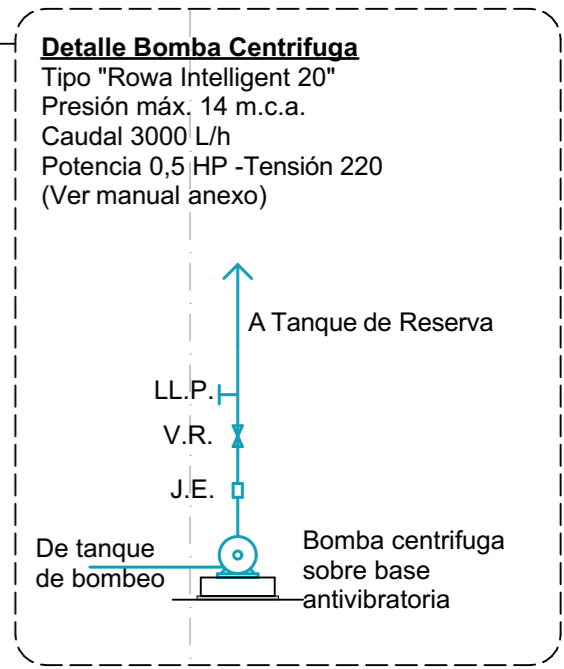 Detalle Bomba Centrifuga
Tipo "Rowa Intelligent 20"
Presión máx. 14 m.c.a.
Caudal 3000 L/h
Potencia 0,5 HP -Tensión 220
(Ver manual anexo)
A Tanque de Reserva
LL.P.
V.R.
J.E.
De tanque
de bombeo
Bomba centrifuga
sobre base
antivibratoria